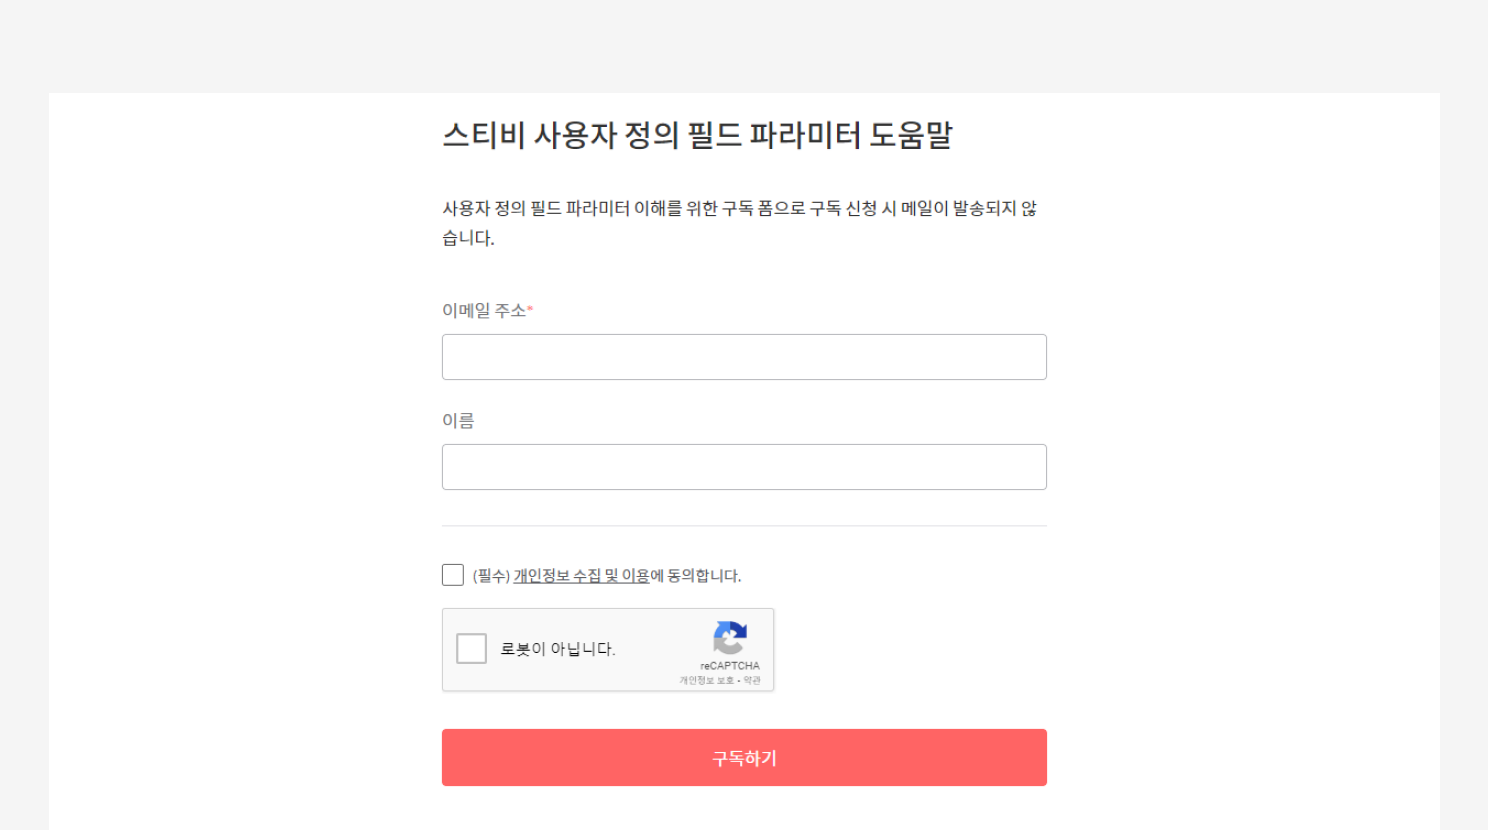 스티비 사용자 정의 필드 파라미터 도움말
사용자 정의 필드 파라미터 이해를 위한 구독 폼으로 구독 신청 시 메일이 발송되지 않
습니다.
이메일 주소*
이름
(필수) 개인정보 수집 및 이용에 동의합니다.
로봇이 아닙니다.
reCAPTCHA
개인정보 보호 • 약관
구독하기